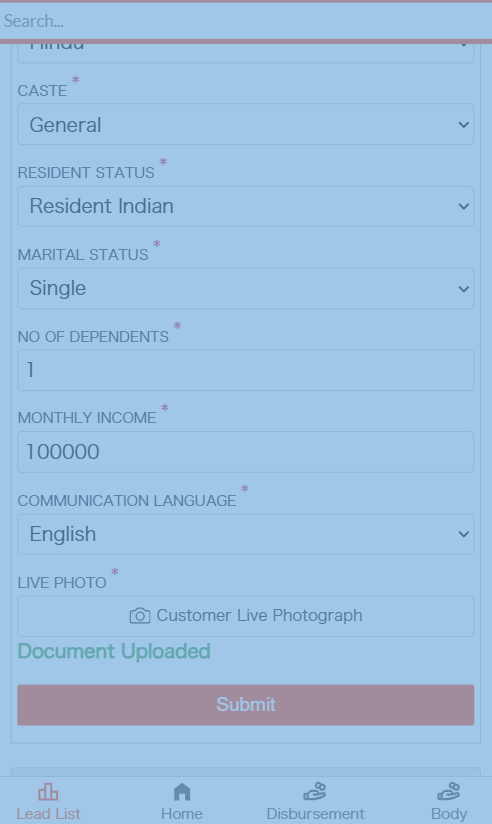 Search...
Hindu
CASTE *
General
RESIDENT STATUS *
Resident Indian
MARITAL STATUS *
Single
NO OF DEPENDENTS *
1
MONTHLY INCOME *
100000
COMMUNICATION LANGUAGE *
English
LIVE PHOTO *
Customer Live Photograph
Document Uploaded
Submit
Lead List Home Disbursement Body